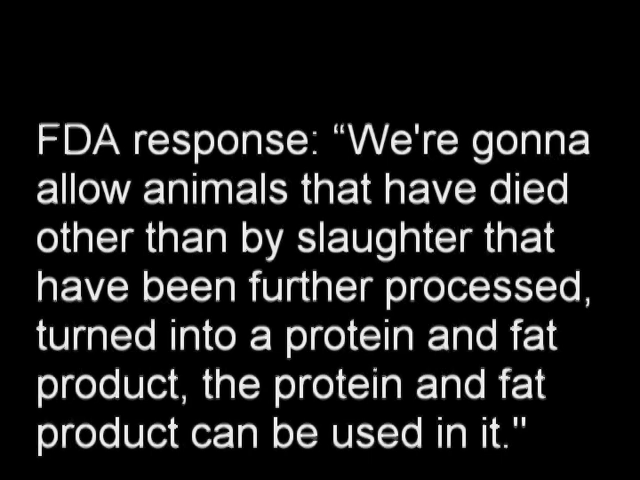 FDA response: “We're gonna
allow animals that have died
other than by slaughter that
have been further processed,
turned into a protein and fat
product, the protein and fat
product can be used in it."